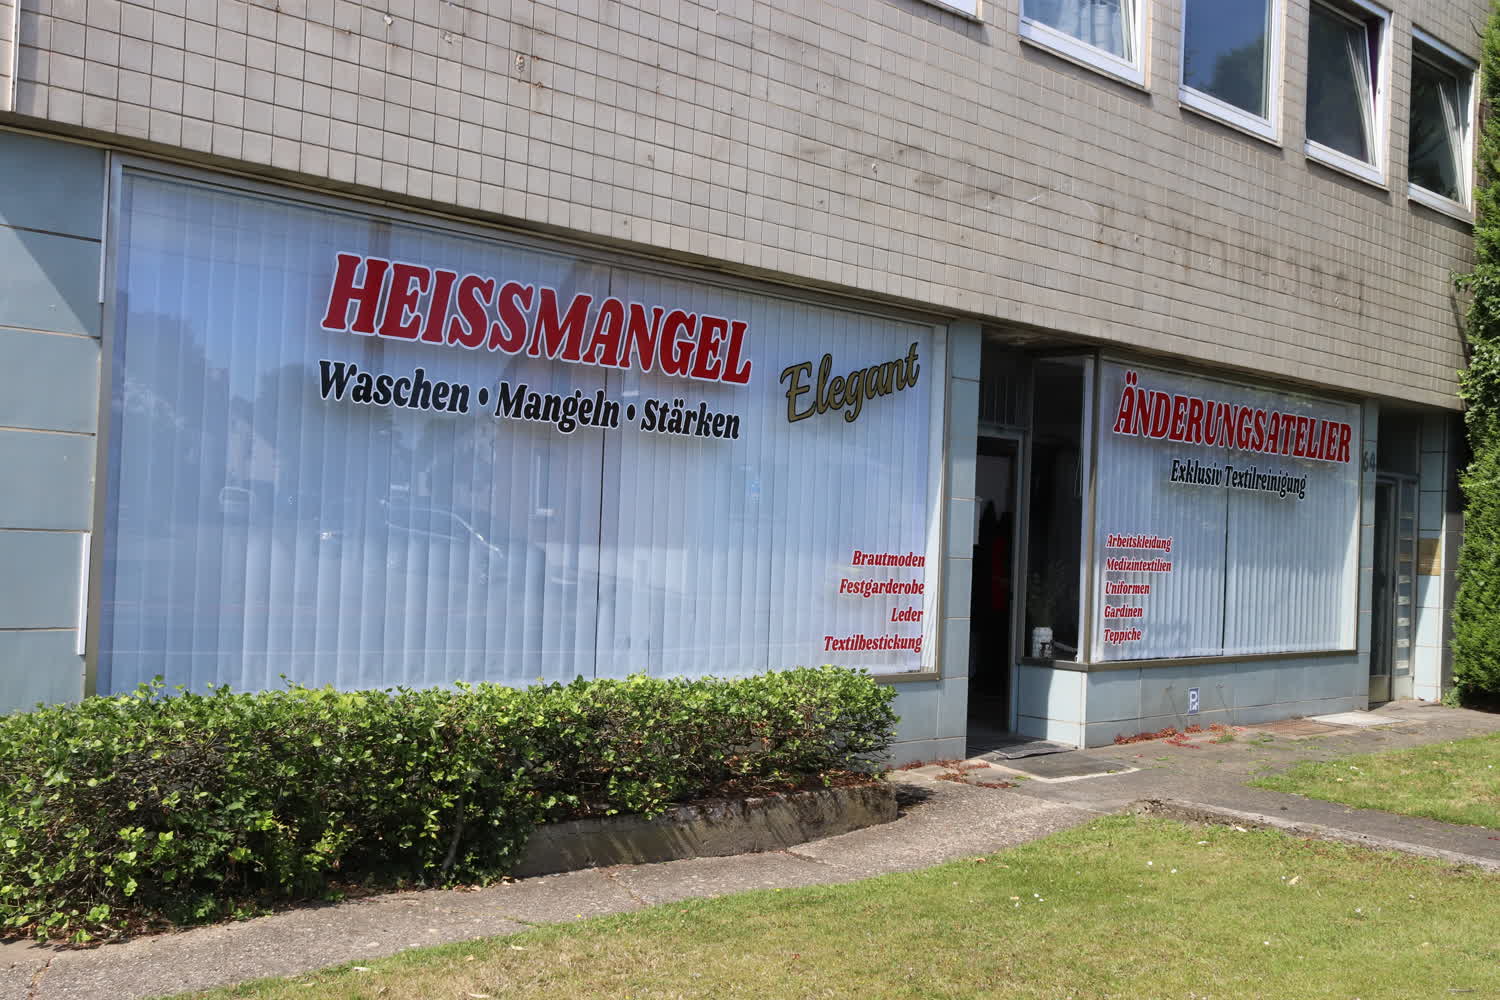 HEISSMANGEL
Waschen • Mangeln • Stärken
Elegant
Brautmoden
Festgarderobe
Leder
Textilbestickung
ÄNDERUNGSATELIER
Exklusiv Textilreinigung
Arbeitskleidung
Medizintextilien
Uniformen
Gardinen
Teppiche
P